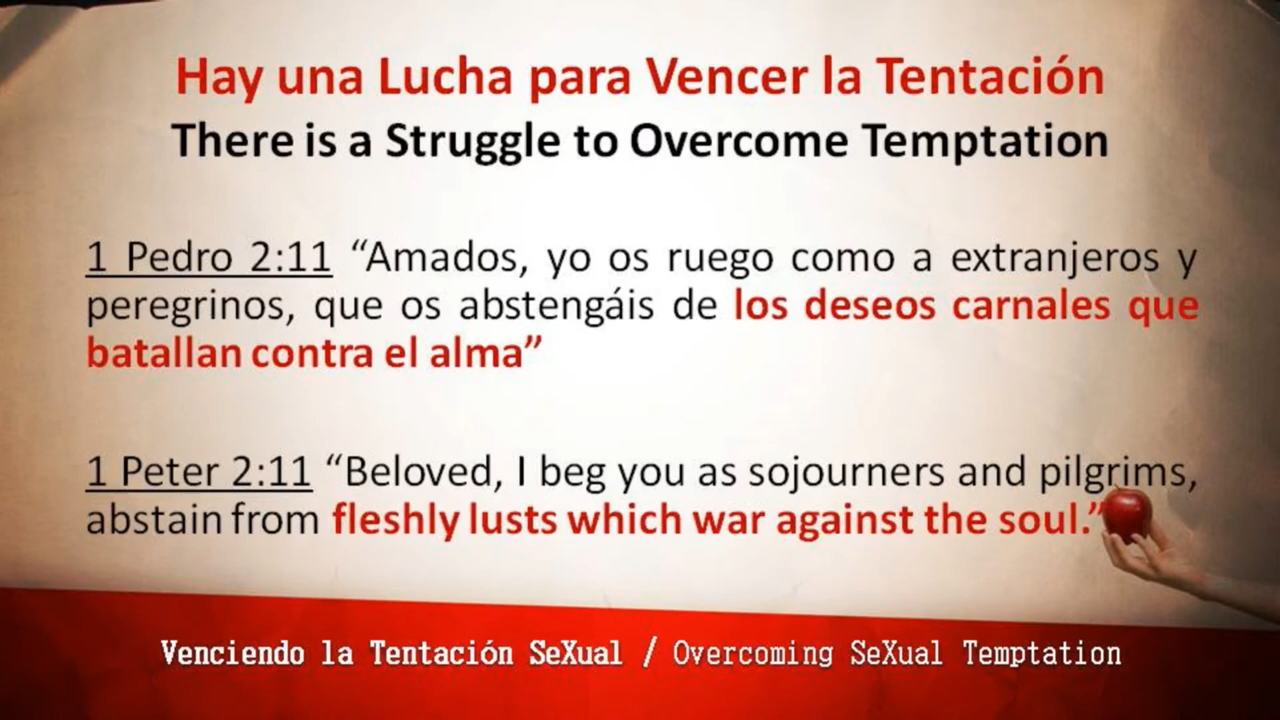 Hay una Lucha para Vencer la Tentación
There is a Struggle to Overcome Temptation
1 Pedro 2:11 “Amados, yo os ruego como a extranjeros y
peregrinos, que os abstengáis de los deseos carnales que
batallan contra el alma”
1 Peter 2:11 “Beloved, I beg you as sojourners and pilgrims,
abstain from fleshly lusts which war against the soul.”
Venciendo la Tentación SeXual / Overcoming SeXual Temptation